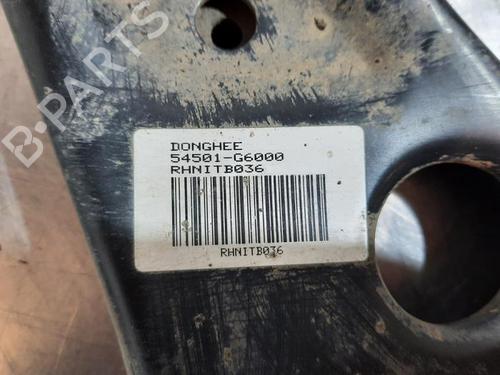 B-PARTS
DONGHEE
54501-G6000
RHNITB036
RHNITB036